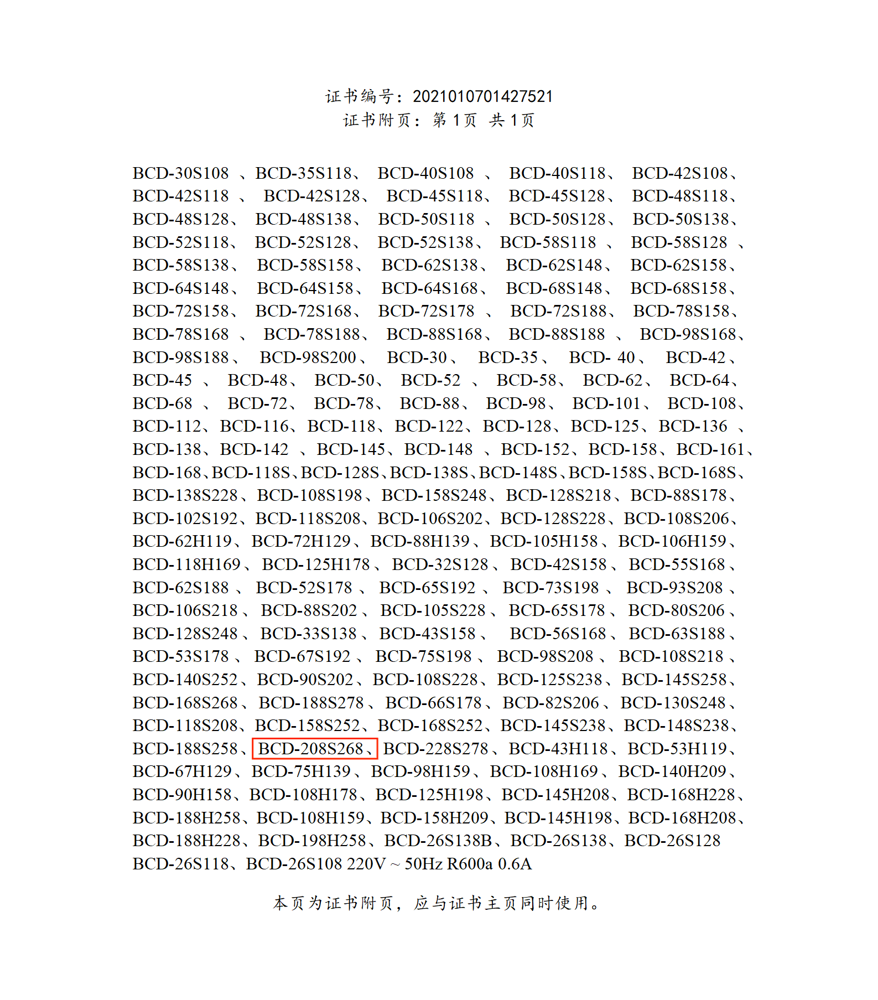 证书编号：2021010701427521
证书附页：第1页 共1页
BCD-30S108 、BCD-35S118、 BCD-40S108 、 BCD-40S118、 BCD-42S108、
BCD-42S118 、 BCD-42S128、 BCD-45S118、 BCD-45S128、 BCD-48S118、
BCD-48S128、 BCD-48S138、 BCD-50S118 、 BCD-50S128、 BCD-50S138、
BCD-52S118、 BCD-52S128、 BCD-52S138、 BCD-58S118 、 BCD-58S128 、
BCD-58S138、 BCD-58S158、 BCD-62S138、 BCD-62S148、 BCD-62S158、
BCD-64S148、 BCD-64S158、 BCD-64S168、 BCD-68S148、 BCD-68S158、
BCD-72S158、 BCD-72S168、 BCD-72S178 、 BCD-72S188、 BCD-78S158、
BCD-78S168 、 BCD-78S188、 BCD-88S168、 BCD-88S188 、 BCD-98S168、
BCD-98S188、 BCD-98S200、 BCD-30、 BCD-35、 BCD- 40、 BCD-42、
BCD-45 、 BCD-48、 BCD-50、 BCD-52 、 BCD-58、 BCD-62、 BCD-64、
BCD-68 、 BCD-72、 BCD-78、 BCD-88、 BCD-98、 BCD-101、 BCD-108、
BCD-112、BCD-116、BCD-118、BCD-122、BCD-128、BCD-125、BCD-136 、
BCD-138、BCD-142 、BCD-145、BCD-148 、BCD-152、BCD-158、BCD-161、
BCD-168、BCD-118S、BCD-128S、BCD-138S、BCD-148S、BCD-158S、BCD-168S、
BCD-138S228、BCD-108S198、BCD-158S248、BCD-128S218、BCD-88S178、
BCD-102S192、BCD-118S208、BCD-106S202、BCD-128S228、BCD-108S206、
BCD-62H119、BCD-72H129、BCD-88H139、BCD-105H158、BCD-106H159、
BCD-118H169、BCD-125H178、BCD-32S128、BCD-42S158、BCD-55S168、
BCD-62S188、BCD-52S178、BCD-65S192、BCD-73S198、BCD-93S208、
BCD-106S218、BCD-88S202、BCD-105S228、BCD-65S178、BCD-80S206、
BCD-128S248、BCD-33S138、BCD-43S158、 BCD-56S168、BCD-63S188、
BCD-53S178、BCD-67S192、BCD-75S198、BCD-98S208、BCD-108S218、
BCD-140S252、BCD-90S202、BCD-108S228、BCD-125S238、BCD-145S258、
BCD-168S268、BCD-188S278、BCD-66S178、BCD-82S206、BCD-130S248、
BCD-118S208、BCD-158S252、BCD-168S252、BCD-145S238、BCD-148S238、
BCD-188S258、BCD-208S268、BCD-228S278、BCD-43H118、BCD-53H119、
BCD-67H129、BCD-75H139、BCD-98H159、BCD-108H169、BCD-140H209、
BCD-90H158、BCD-108H178、BCD-125H198、BCD-145H208、BCD-168H228、
BCD-188H258、BCD-108H159、BCD-158H209、BCD-145H198、BCD-168H208、
BCD-188H228、BCD-198H258、BCD-26S138B、BCD-26S138、BCD-26S128
BCD-26S118、BCD-26S108 220V ~ 50Hz R600a 0.6A
本页为证书附页，应与证书主页同时使用。